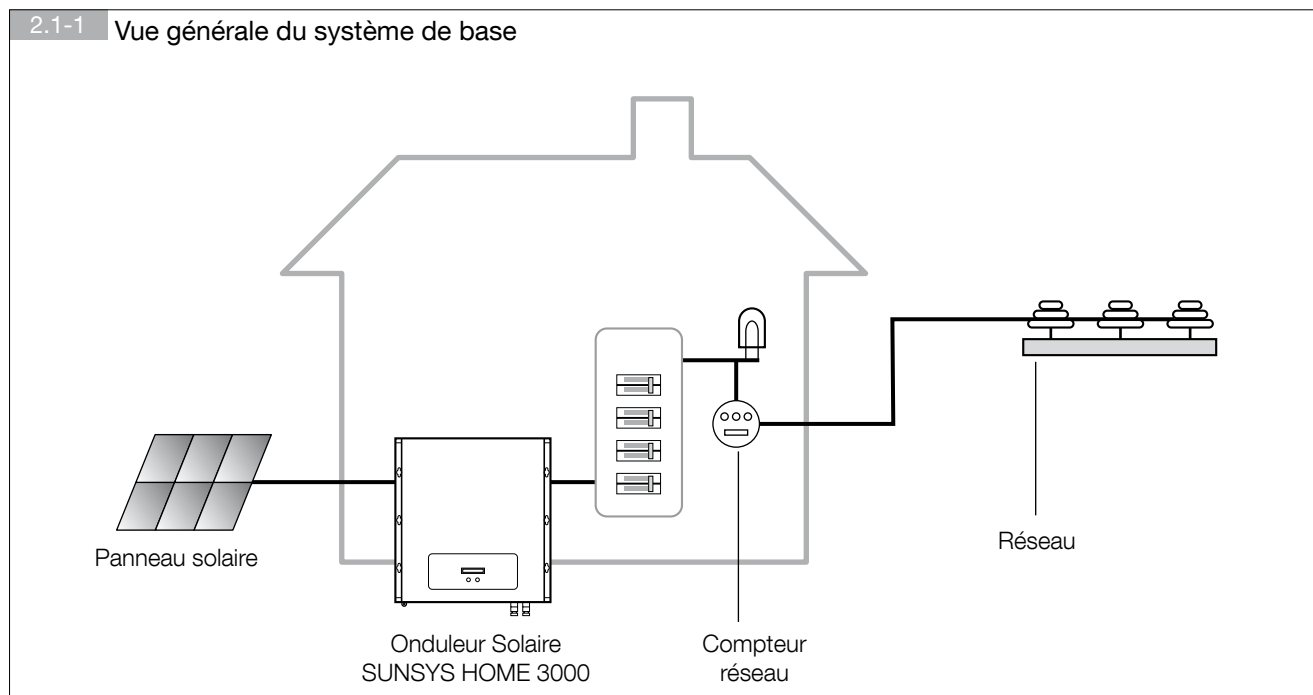 2.1-1 Vue générale du système de base
Panneau solaire
Onduleur Solaire
SUNSYS HOME 3000
Compteur
réseau
Réseau